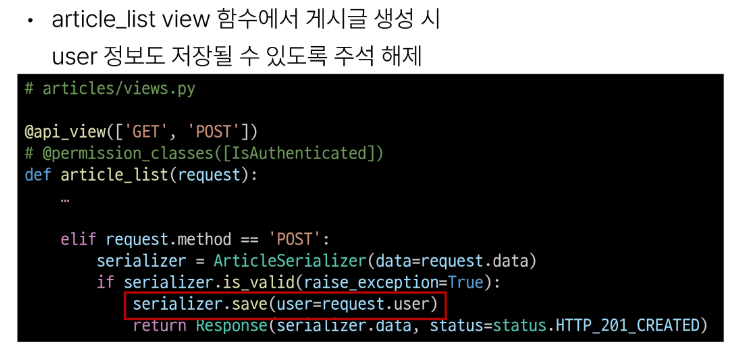 • article_list view 함수에서 게시글 생성 시
user 정보도 저장될 수 있도록 주석 해제
# articles/views.py
@api_view(['GET', 'POST'])
# @permission_classes([IsAuthenticated])
def article_list(request):
…
elif request.method == 'POST':
serializer = ArticleSerializer(data=request.data)
if serializer.is_valid(raise_exception=True):
serializer.save(user=request.user)
return Response(serializer.data, status=status.HTTP_201_CREATED)